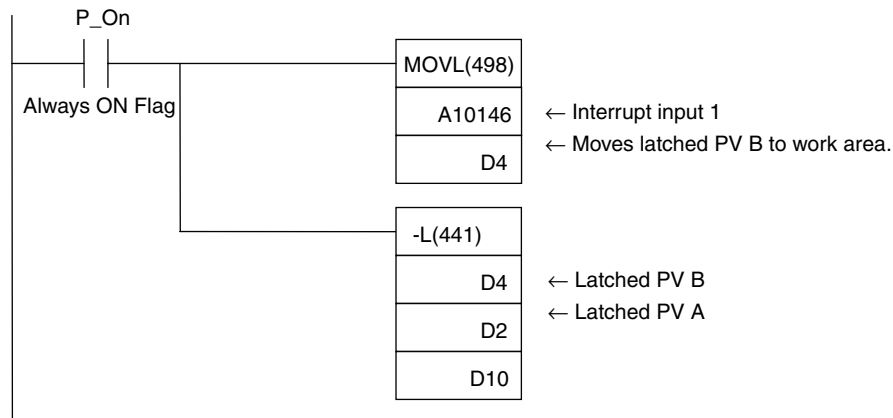 P_On
Always ON Flag
MOVL(498)
A10146 ← Interrupt input 1
← Moves latched PV B to work area.
D4
-L(441)
D4 ← Latched PV B
← Latched PV A
D2
D10